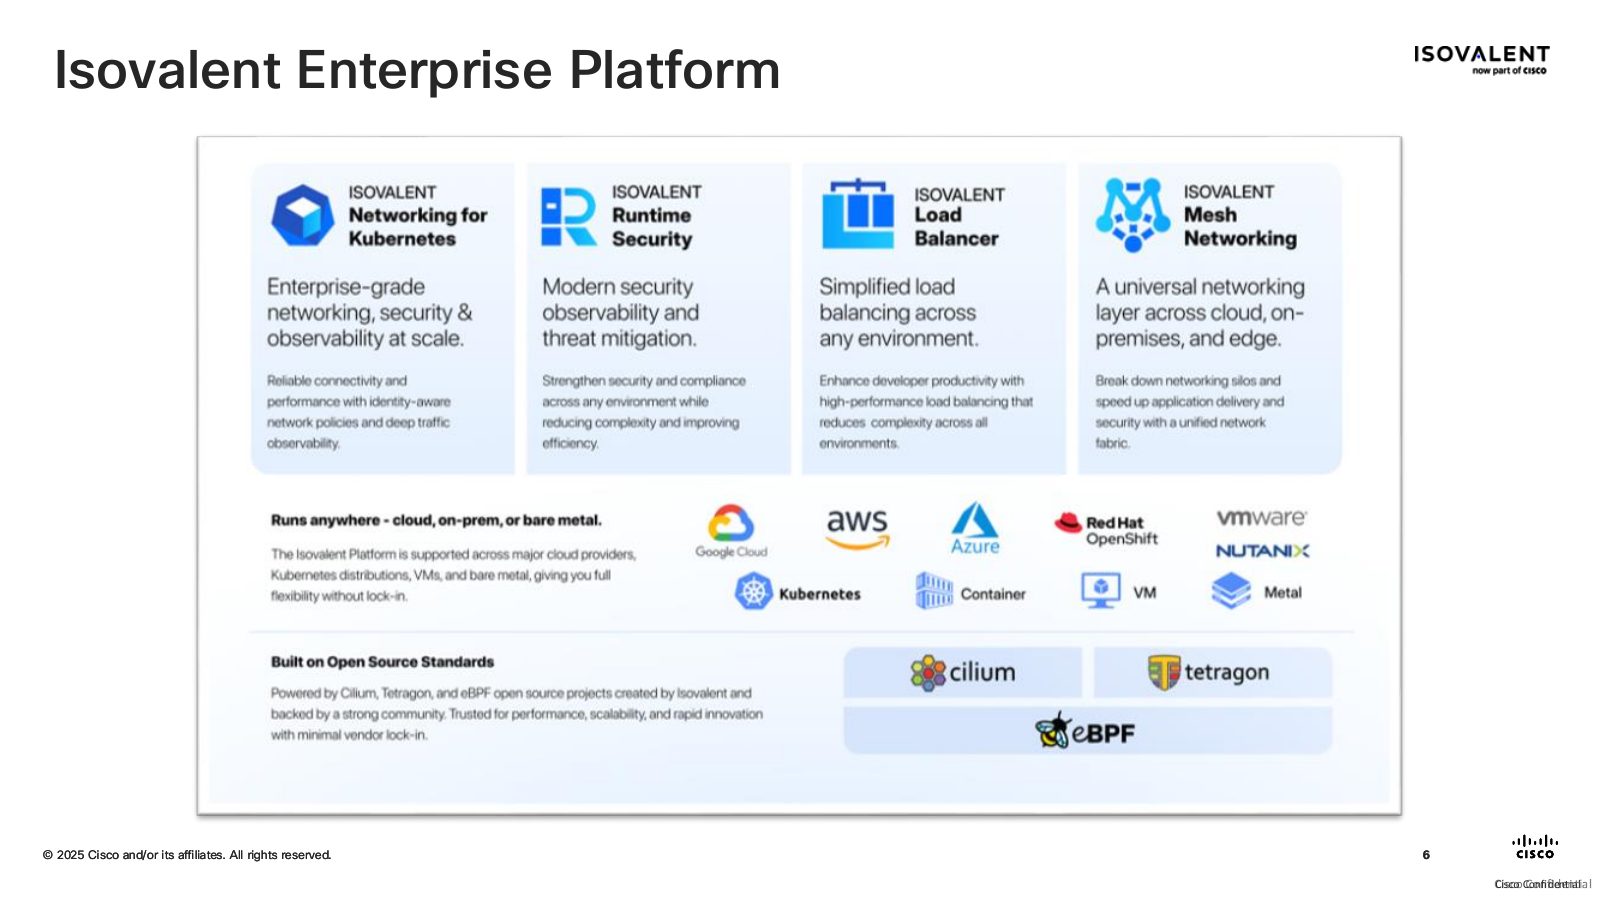 Isovalent Enterprise Platform
ISOVALENT
now part of CISCO
ISOVALENT
Networking for
Kubernetes
Enterprise-grade
networking, security &
observability at scale.
Reliable connectivity and
performance with identity-aware
network policies and deep traffic
observability.
ISOVALENT
Runtime
Security
Modern security
observability and
threat mitigation.
Strengthen security and compliance
across any environment while
reducing complexity and improving
efficiency.
ISOVALENT
Load
Balancer
Simplified load
balancing across
any environment.
Enhance developer productivity with
high-performance load balancing that
reduces complexity across all
environments.
ISOVALENT
Mesh
Networking
A universal networking
layer across cloud, on-
premises, and edge.
Break down networking silos and
speed up application delivery and
security with a unified network
fabric.
Runs anywhere - cloud, on-prem, or bare metal.
The Isovalent Platform is supported across major cloud providers,
Kubernetes distributions, VMs, and bare metal, giving you full
flexibility without lock-in.
Google Cloud
aws
Azure
Red Hat
OpenShift
vmware
NUTANIX
Kubernetes
Container
VM
Metal
Built on Open Source Standards
Powered by Cilium, Tetragon, and eBPF open source projects created by Isovalent and
backed by a strong community. Trusted for performance, scalability, and rapid innovation
with minimal vendor lock-in.
cilium
tetragon
eBPF
© 2025 Cisco and/or its affiliates. All rights reserved.
6
CISCO
Cisco Confidential